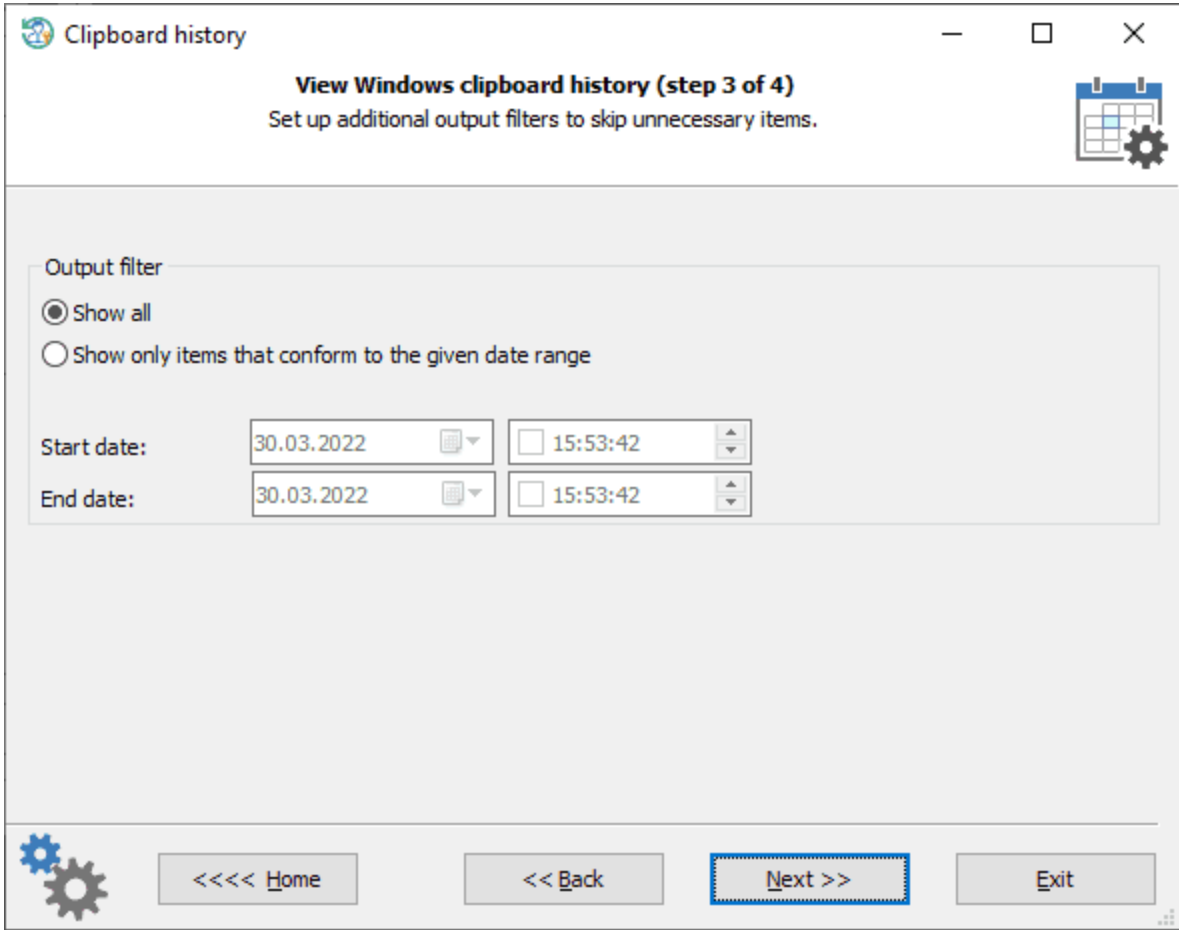 Clipboard history
View Windows clipboard history (step 3 of 4)
Set up additional output filters to skip unnecessary items.
Output filter
Show all
Show only items that conform to the given date range
Start date: 30.03.2022 15:53:42
End date: 30.03.2022 15:53:42
<<<< Home << Back Next >> Exit